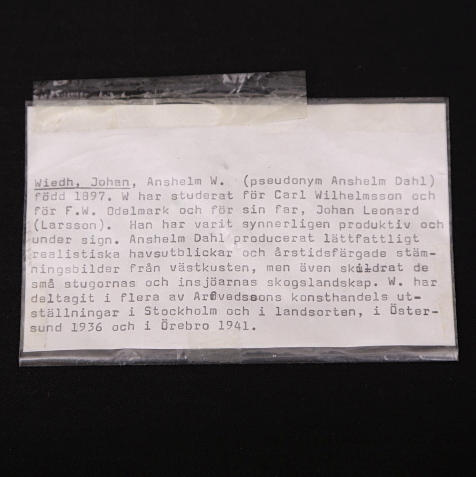 Wiedh, Johan, Anshelm W. (pseudonym Anshelm Dahl)
född 1897. W har studerat för Carl Wilhelmsson och
för F.W. Odelmark och för sin far, Johan Leonard
(Larsson). Han har varit synnerligen produktiv och
under sign. Anshelm Dahl producerat lättfattligt
realistiska havsutblickar och årstidsfärgade stäm-
ningsbilder från västkusten, men även skildrat de
små stugornas och insjöarnas skogslandskap. W. har
deltagit i flera av Arvedsons konsthandels ut-
ställningar i Stockholm och i landsorten, i Öster-
sund 1936 och i Örebro 1941.